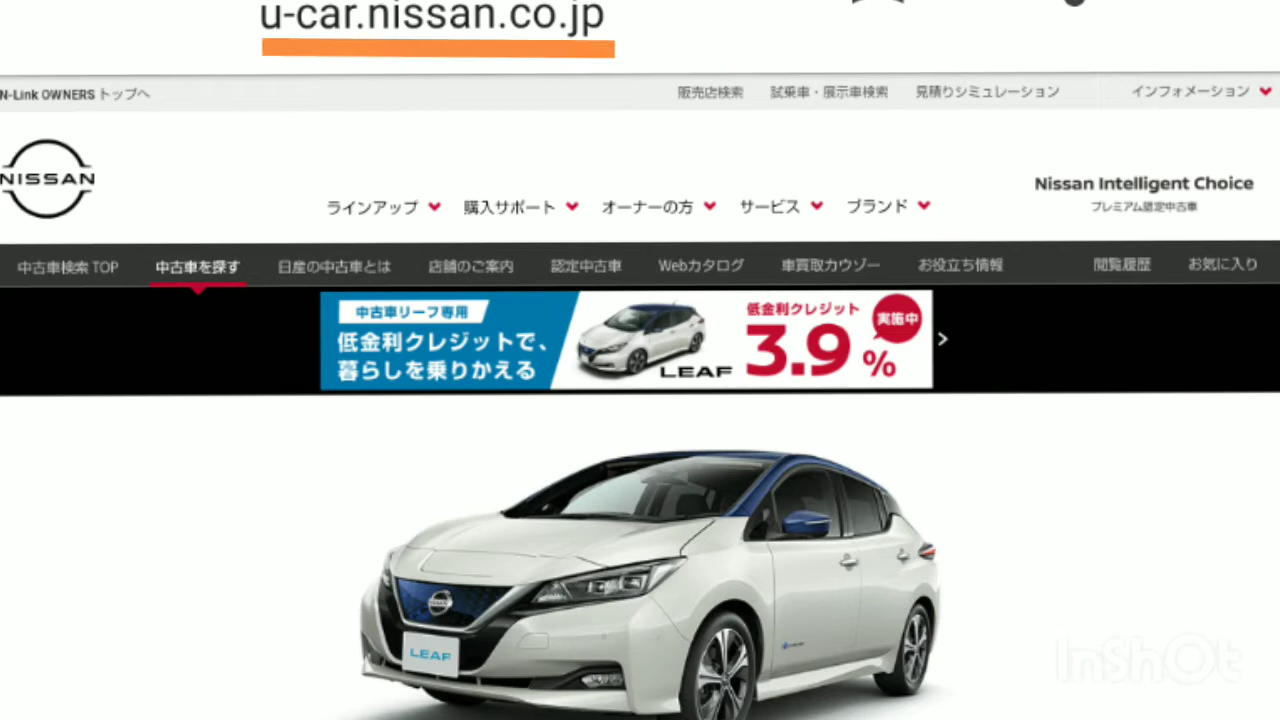 u-car.nissan.co.jp
N-Link OWNERS トップへ
販売店検索 試乗車・展示車検索 見積りシミュレーション インフォメーション
NISSAN
Nissan Intelligent Choice
プレミアム認定中古車
ラインアップ 購入サポート オーナーの方 サービス ブランド
中古車検索 TOP 中古車を探す 日産の中古車とは 店舗のご案内 認定中古車 Webカタログ 車買取カウゾー お役立ち情報 閲覧履歴 お気に入り
中古車リーフ専用
低金利クレジットで、
暮らしを乗りかえる
LEAF
低金利クレジット
3.9%
実施中
NISSAN
LEAF
InShOt